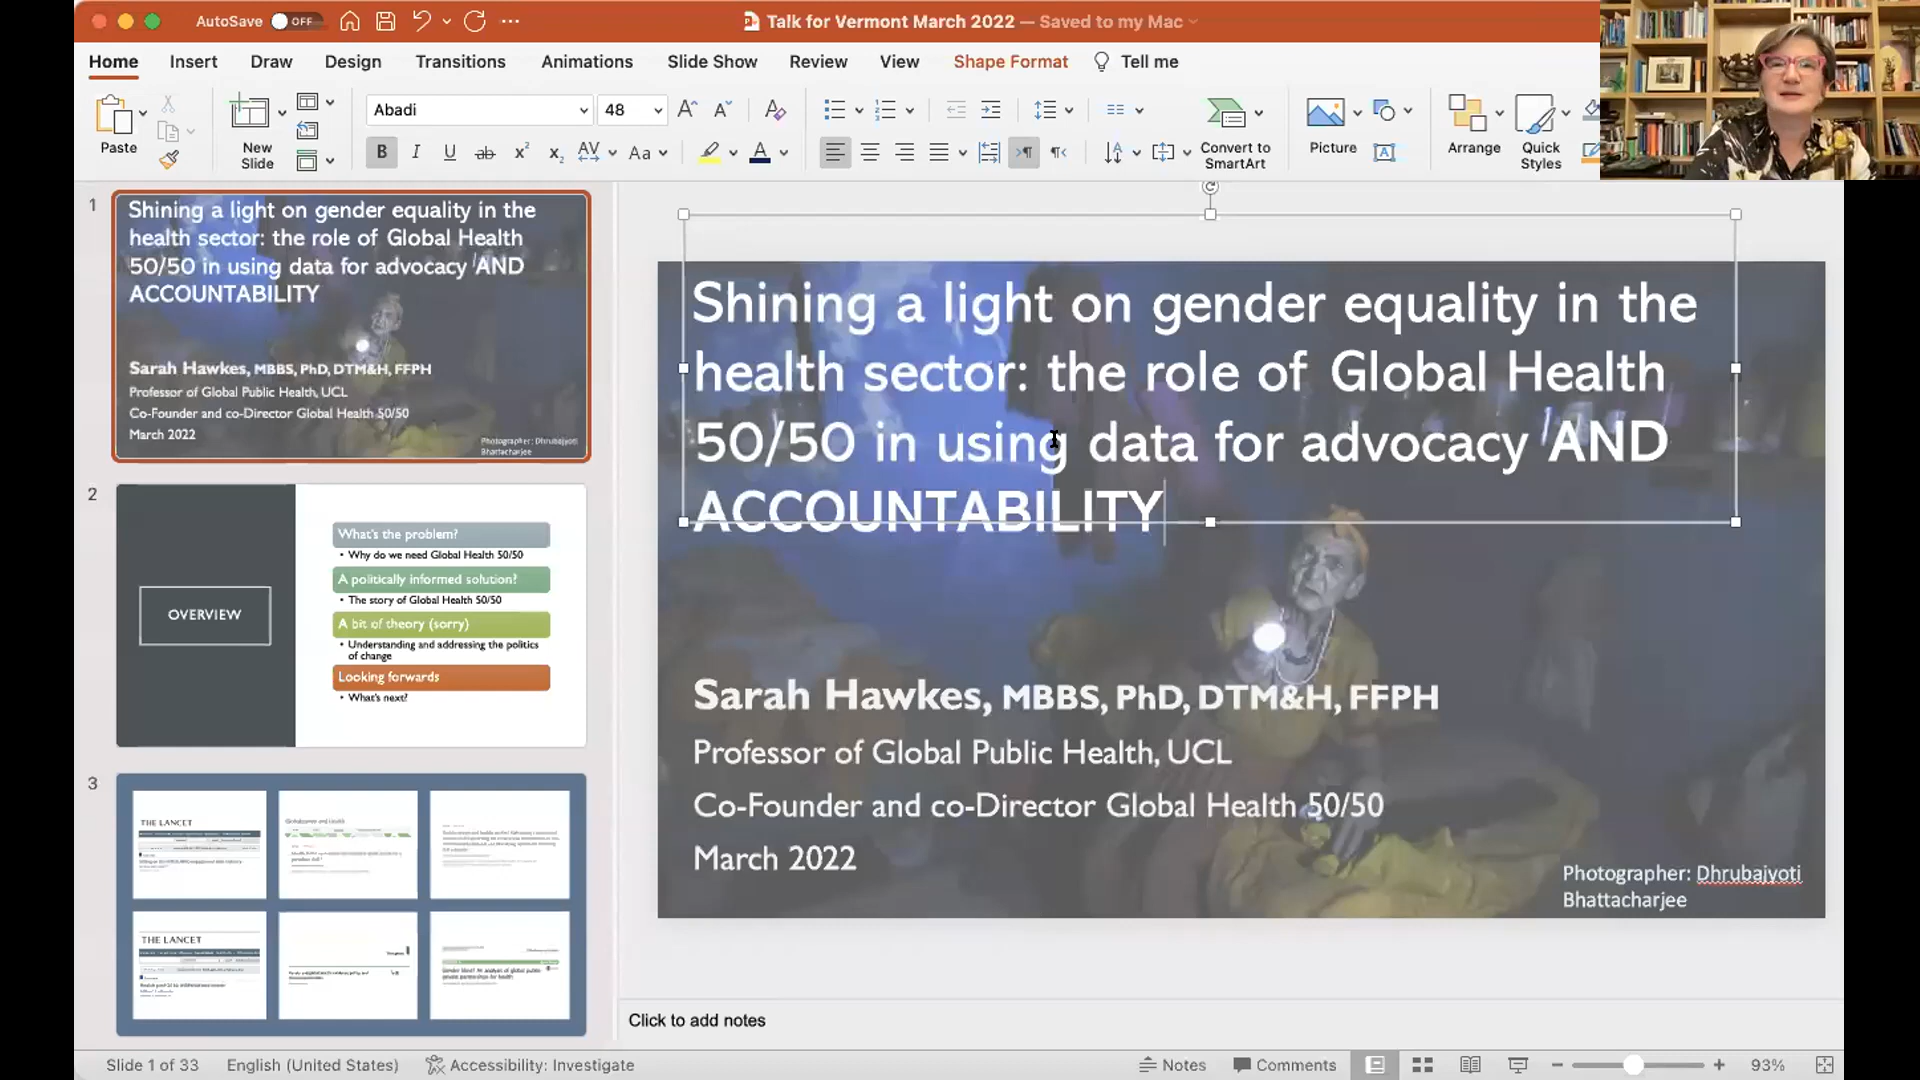 AutoSave OFF
Talk for Vermont March 2022 — Saved to my Mac
Home Insert Draw Design Transitions Animations Slide Show Review View Shape Format Tell me
Paste
New
Slide
Abadi 48
Convert to
SmartArt
Picture
Arrange
Quick
Styles
1
Shining a light on gender equality in the
health sector: the role of Global Health
50/50 in using data for advocacy AND
ACCOUNTABILITY
Sarah Hawkes, MBBS, PhD, DTM&H, FFPH
Professor of Global Public Health, UCL
Co-Founder and co-Director Global Health 50/50
March 2022
Photographer: Dhrubajyoti
Bhattacharjee
2
OVERVIEW
What's the problem?
• Why do we need Global Health 50/50
A politically informed solution?
• The story of Global Health 50/50
A bit of theory (sorry)
• Understanding and addressing the politics
of change
Looking forwards
• What's next?
3
THE LANCET
Globalization and Health
THE LANCET
Shining a light on gender equality in the
health sector: the role of Global Health
50/50 in using data for advocacy AND
ACCOUNTABILITY
Sarah Hawkes, MBBS, PhD, DTM&H, FFPH
Professor of Global Public Health, UCL
Co-Founder and co-Director Global Health 50/50
March 2022
Photographer: Dhrubajyoti
Bhattacharjee
Click to add notes
Slide 1 of 33 English (United States) Accessibility: Investigate Notes Comments 93%